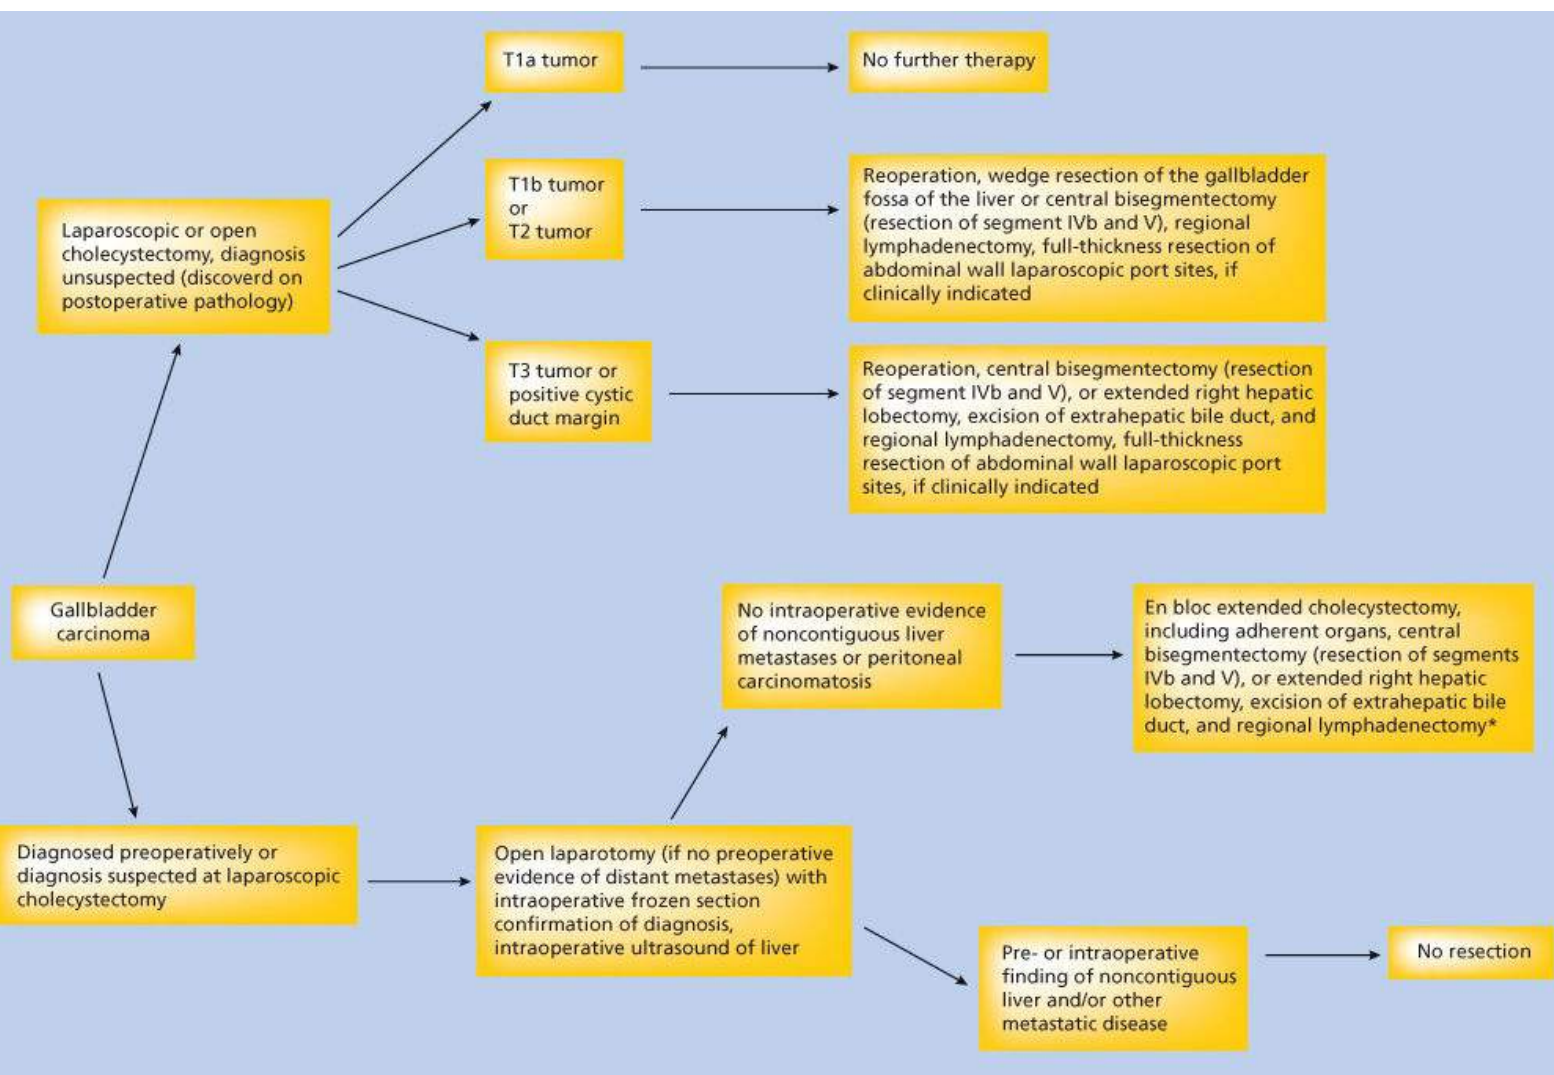 T1a tumor
No further therapy
T1b tumor
or
T2 tumor
Reoperation, wedge resection of the gallbladder
fossa of the liver or central bisegmentectomy
(resection of segment IVb and V), regional
lymphadenectomy, full-thickness resection of
abdominal wall laparoscopic port sites, if
clinically indicated
Laparoscopic or open
cholecystectomy, diagnosis
unsuspected (discoverd on
postoperative pathology)
T3 tumor or
positive cystic
duct margin
Reoperation, central bisegmentectomy (resection
of segment IVb and V), or extended right hepatic
lobectomy, excision of extrahepatic bile duct, and
regional lymphadenectomy, full-thickness
resection of abdominal wall laparoscopic port
sites, if clinically indicated
Gallbladder
carcinoma
No intraoperative evidence
of noncontiguous liver
metastases or peritoneal
carcinomatosis
En bloc extended cholecystectomy,
including adherent organs, central
bisegmentectomy (resection of segments
IVb and V), or extended right hepatic
lobectomy, excision of extrahepatic bile
duct, and regional lymphadenectomy*
Diagnosed preoperatively or
diagnosis suspected at laparoscopic
cholecystectomy
Open laparotomy (if no preoperative
evidence of distant metastases) with
intraoperative frozen section
confirmation of diagnosis,
intraoperative ultrasound of liver
Pre- or intraoperative
finding of noncontiguous
liver and/or other
metastatic disease
No resection